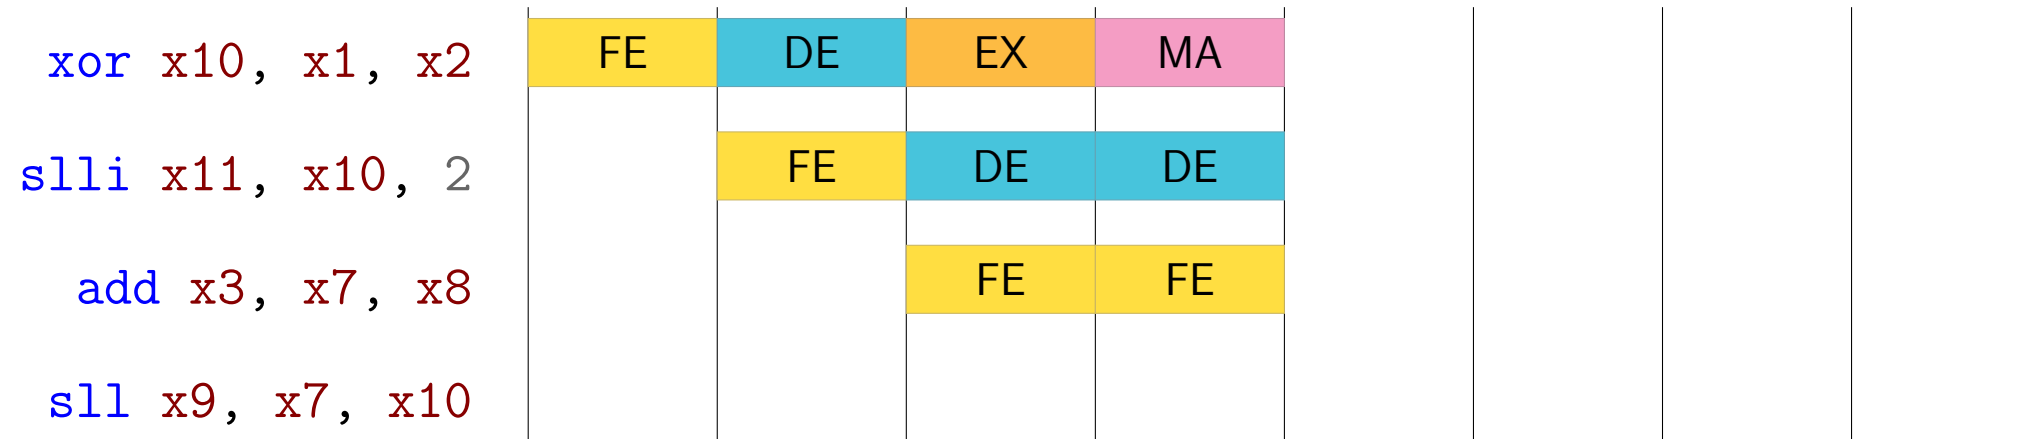 xor x10, x1, x2 FE DE EX MA
slli x11, x10, 2 FE DE DE
add x3, x7, x8 FE FE
sll x9, x7, x10